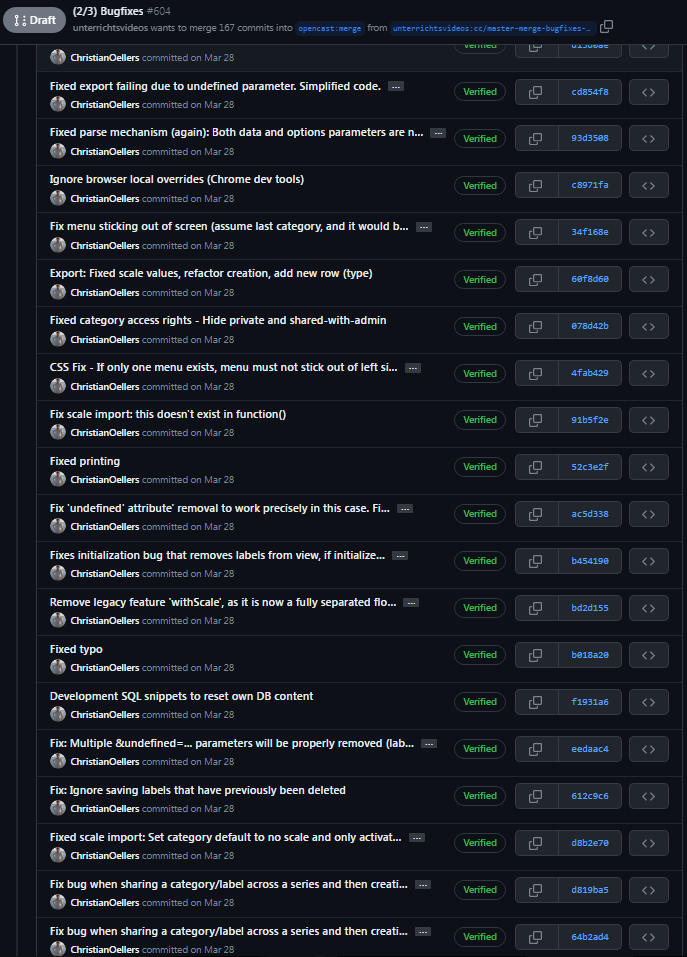 Draft
(2/3) Bugfixes #604
unterrichtsvideos wants to merge 167 commits into opencast:merge from unterrichtsvideos:cc/master-merge-bugfixes-…
ChristianOellers committed on Mar 28
Verified
Fixed export failing due to undefined parameter. Simplified code. …
ChristianOellers committed on Mar 28
Verified cd854f8
Fixed parse mechanism (again): Both data and options parameters are n... …
ChristianOellers committed on Mar 28
Verified 93d3508
Ignore browser local overrides (Chrome dev tools)
ChristianOellers committed on Mar 28
Verified c8971fa
Fix menu sticking out of screen (assume last category, and it would b... …
ChristianOellers committed on Mar 28
Verified 34f168e
Export: Fixed scale values, refactor creation, add new row (type)
ChristianOellers committed on Mar 28
Verified 60f8d60
Fixed category access rights - Hide private and shared-with-admin
ChristianOellers committed on Mar 28
Verified 078d42b
CSS Fix - If only one menu exists, menu must not stick out of left si... …
ChristianOellers committed on Mar 28
Verified 4fab429
Fix scale import: this doesn't exist in function()
ChristianOellers committed on Mar 28
Verified 91b5f2e
Fixed printing
ChristianOellers committed on Mar 28
Verified 52c3e2f
Fix 'undefined' attribute' removal to work precisely in this case. Fi... …
ChristianOellers committed on Mar 28
Verified ac5d338
Fixes initialization bug that removes labels from view, if initialize... …
ChristianOellers committed on Mar 28
Verified b454190
Remove legacy feature 'withScale', as it is now a fully separated flo... …
ChristianOellers committed on Mar 28
Verified bd2d155
Fixed typo
ChristianOellers committed on Mar 28
Verified b018a20
Development SQL snippets to reset own DB content
ChristianOellers committed on Mar 28
Verified f1931a6
Fix: Multiple &undefined=... parameters will be properly removed (lab... …
ChristianOellers committed on Mar 28
Verified eedaac4
Fix: Ignore saving labels that have previously been deleted
ChristianOellers committed on Mar 28
Verified 612c9c6
Fixed scale import: Set category default to no scale and only activat... …
ChristianOellers committed on Mar 28
Verified d8b2e70
Fix bug when sharing a category/label across a series and then creati... …
ChristianOellers committed on Mar 28
Verified d819ba5
Fix bug when sharing a category/label across a series and then creati... …
ChristianOellers committed on Mar 28
Verified 64b2ad4